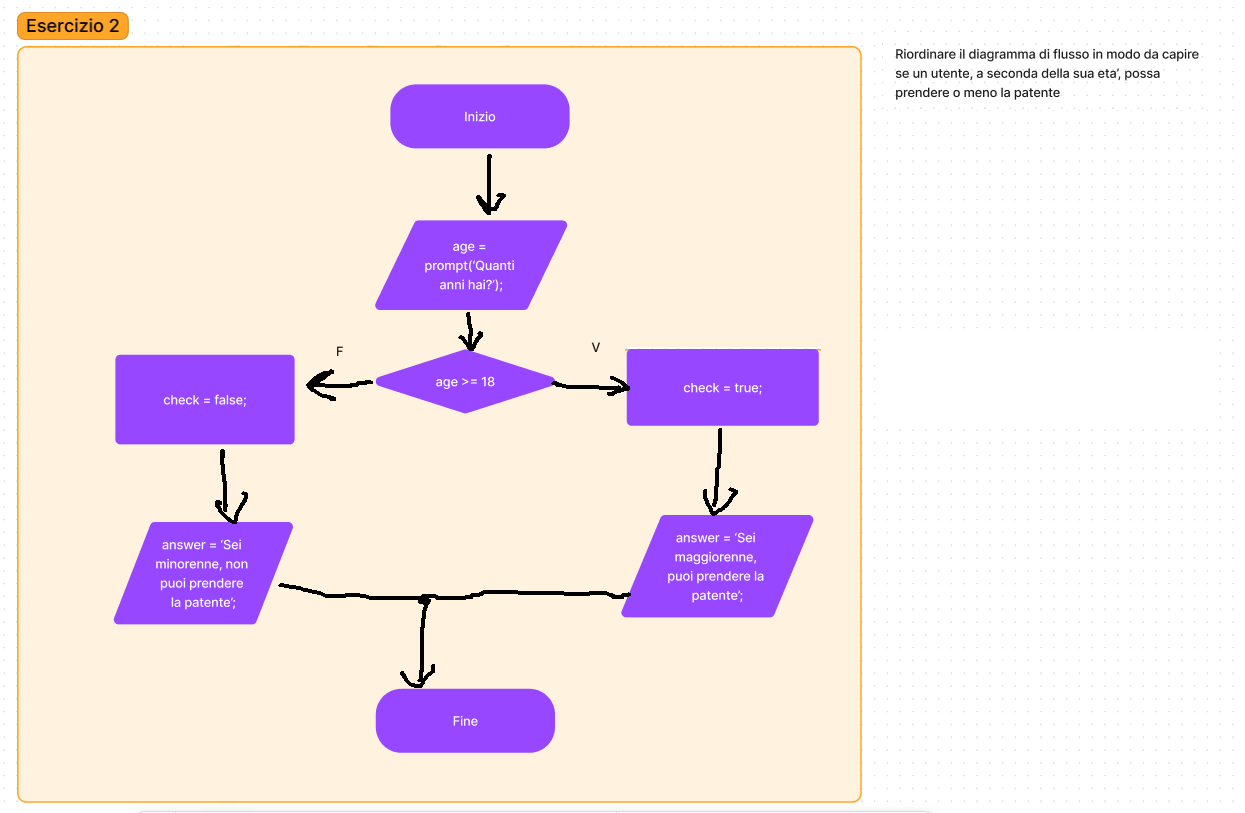 Esercizio 2
Riordinare il diagramma di flusso in modo da capire
se un utente, a seconda della sua eta’, possa
prendere o meno la patente
Inizio
age =
prompt(‘Quanti
anni hai?’);
F
V
age >= 18
check = false;
check = true;
answer = ‘Sei
minorenne, non
puoi prendere
la patente’;
answer = ‘Sei
maggiorenne,
puoi prendere la
patente’;
Fine